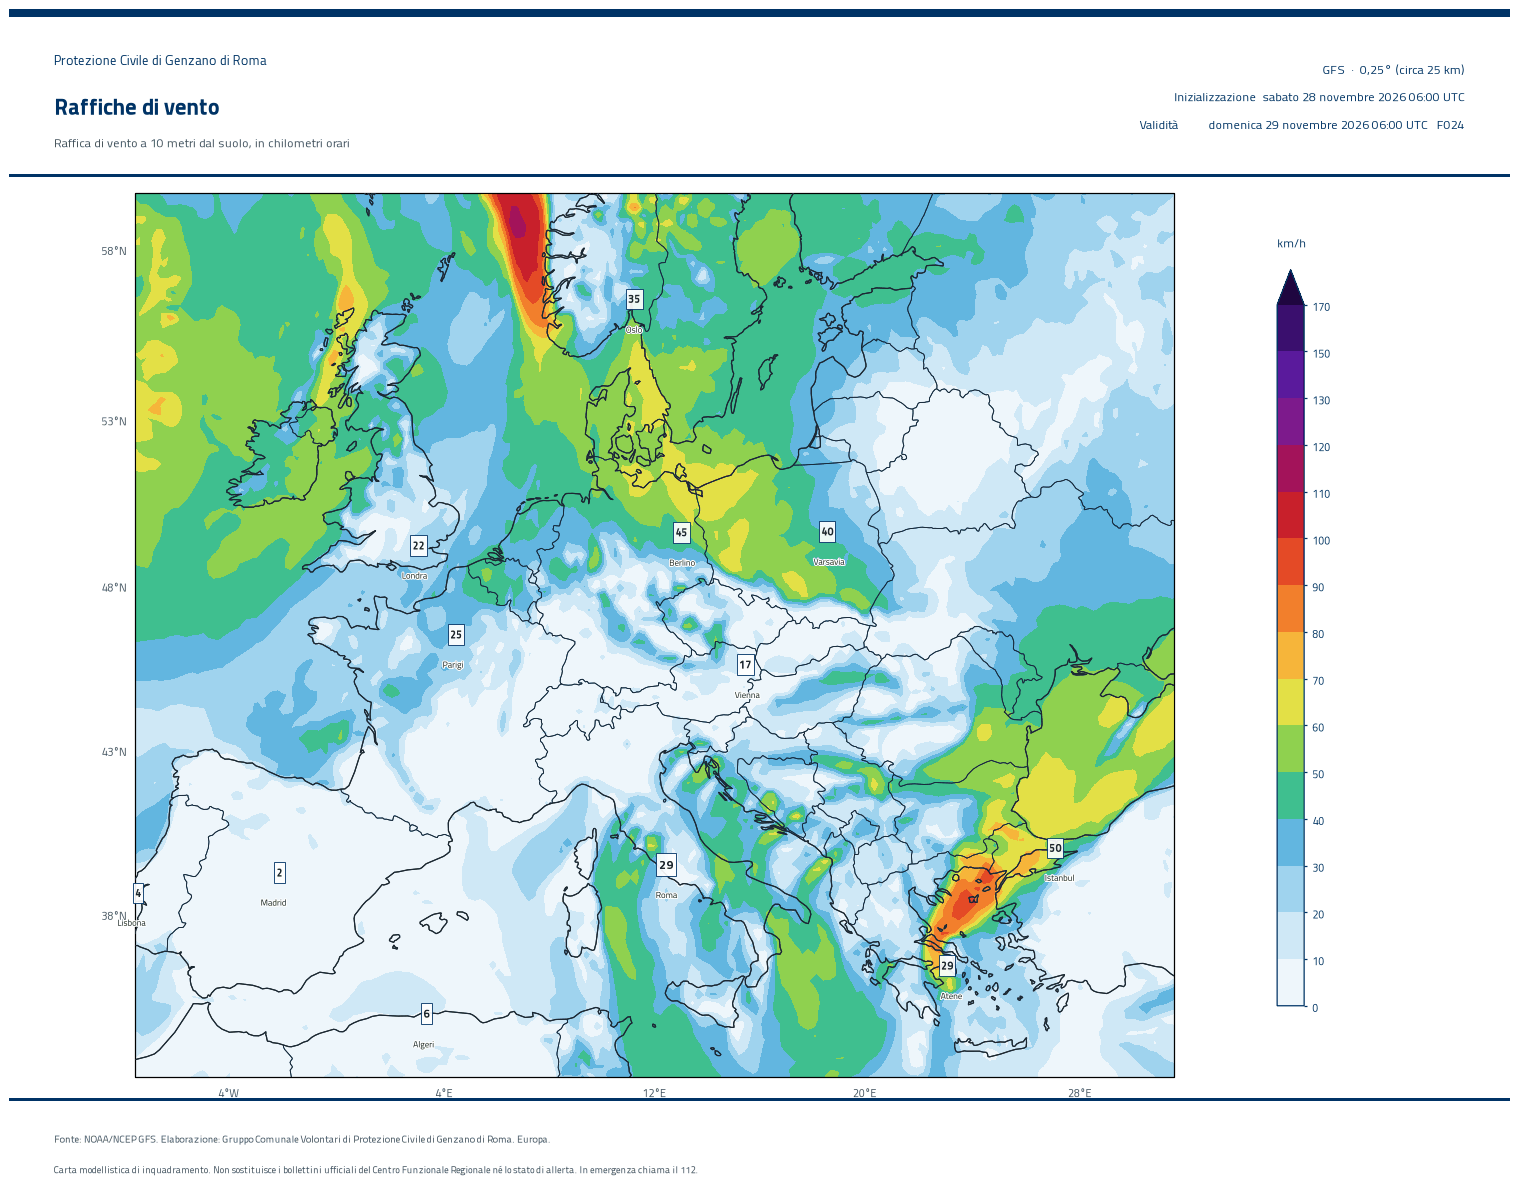 Protezione Civile di Genzano di Roma
Raffiche di vento
Raffica di vento a 10 metri dal suolo, in chilometri orari
GFS · 0,25° (circa 25 km)
Inizializzazione sabato 28 novembre 2026 06:00 UTC
Validità domenica 29 novembre 2026 06:00 UTC F024
58°N
53°N
48°N
43°N
38°N
4°W
4°E
12°E
20°E
28°E
35
Oslo
22
Londra
45
Berlino
40
Varsavia
25
Parigi
17
Vienna
2
Madrid
4
Lisbona
29
Roma
50
Istanbul
29
Atene
6
Algeri
km/h
170
150
130
120
110
100
90
80
70
60
50
40
30
20
10
0
Fonte: NOAA/NCEP GFS. Elaborazione: Gruppo Comunale Volontari di Protezione Civile di Genzano di Roma. Europa.
Carta modellistica di inquadramento. Non sostituisce i bollettini ufficiali del Centro Funzionale Regionale né lo stato di allerta. In emergenza chiama il 112.